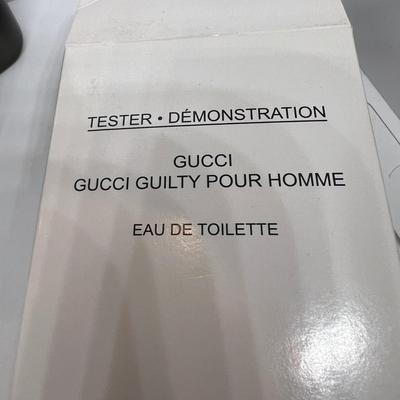 TESTER • DÉMONSTRATION
GUCCI
GUCCI GUILTY POUR HOMME
EAU DE TOILETTE